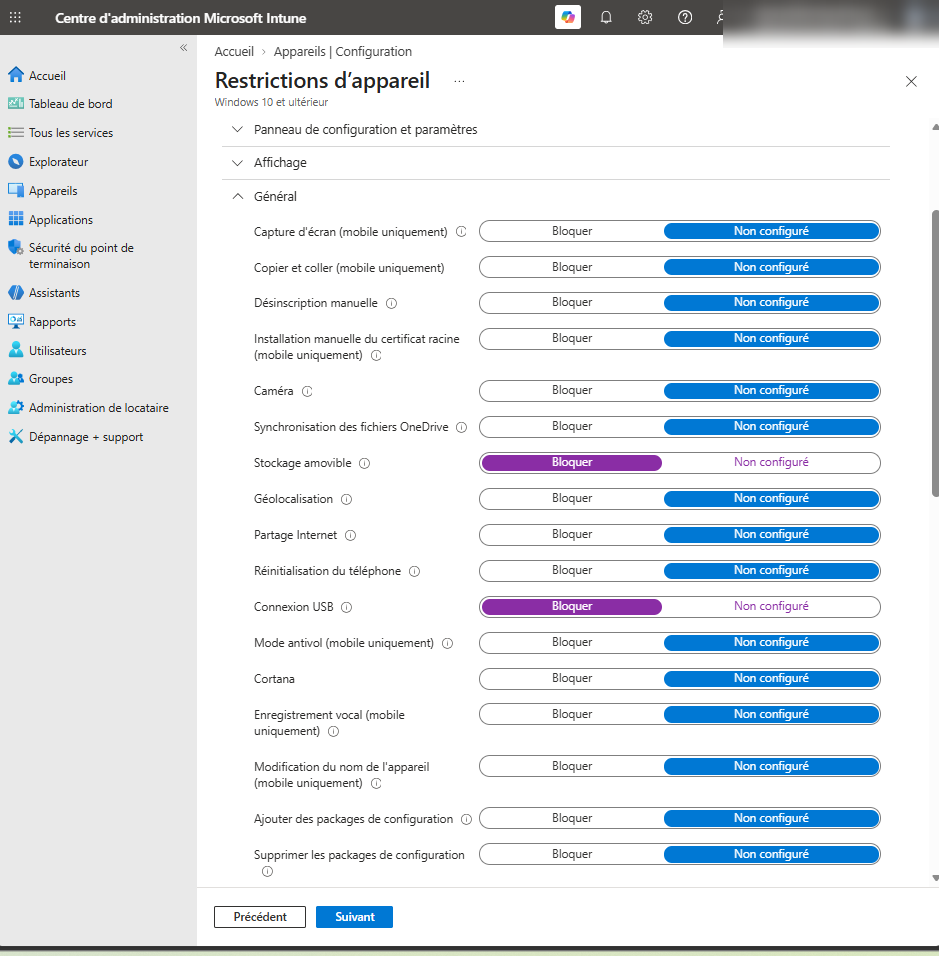 Centre d'administration Microsoft Intune
Accueil
Tableau de bord
Tous les services
Explorateur
Appareils
Applications
Sécurité du point de
terminaison
Assistants
Rapports
Utilisateurs
Groupes
Administration de locataire
Dépannage + support
Accueil > Appareils | Configuration
Restrictions d’appareil ...
Windows 10 et ultérieur
Panneau de configuration et paramètres
Affichage
Général
Capture d'écran (mobile uniquement) Bloquer Non configuré
Copier et coller (mobile uniquement) Bloquer Non configuré
Désinscription manuelle Bloquer Non configuré
Installation manuelle du certificat racine
(mobile uniquement) Bloquer Non configuré
Caméra Bloquer Non configuré
Synchronisation des fichiers OneDrive Bloquer Non configuré
Stockage amovible Bloquer Non configuré
Géolocalisation Bloquer Non configuré
Partage Internet Bloquer Non configuré
Réinitialisation du téléphone Bloquer Non configuré
Connexion USB Bloquer Non configuré
Mode antivol (mobile uniquement) Bloquer Non configuré
Cortana Bloquer Non configuré
Enregistrement vocal (mobile
uniquement) Bloquer Non configuré
Modification du nom de l'appareil
(mobile uniquement) Bloquer Non configuré
Ajouter des packages de configuration Bloquer Non configuré
Supprimer les packages de configuration Bloquer Non configuré
Précédent Suivant